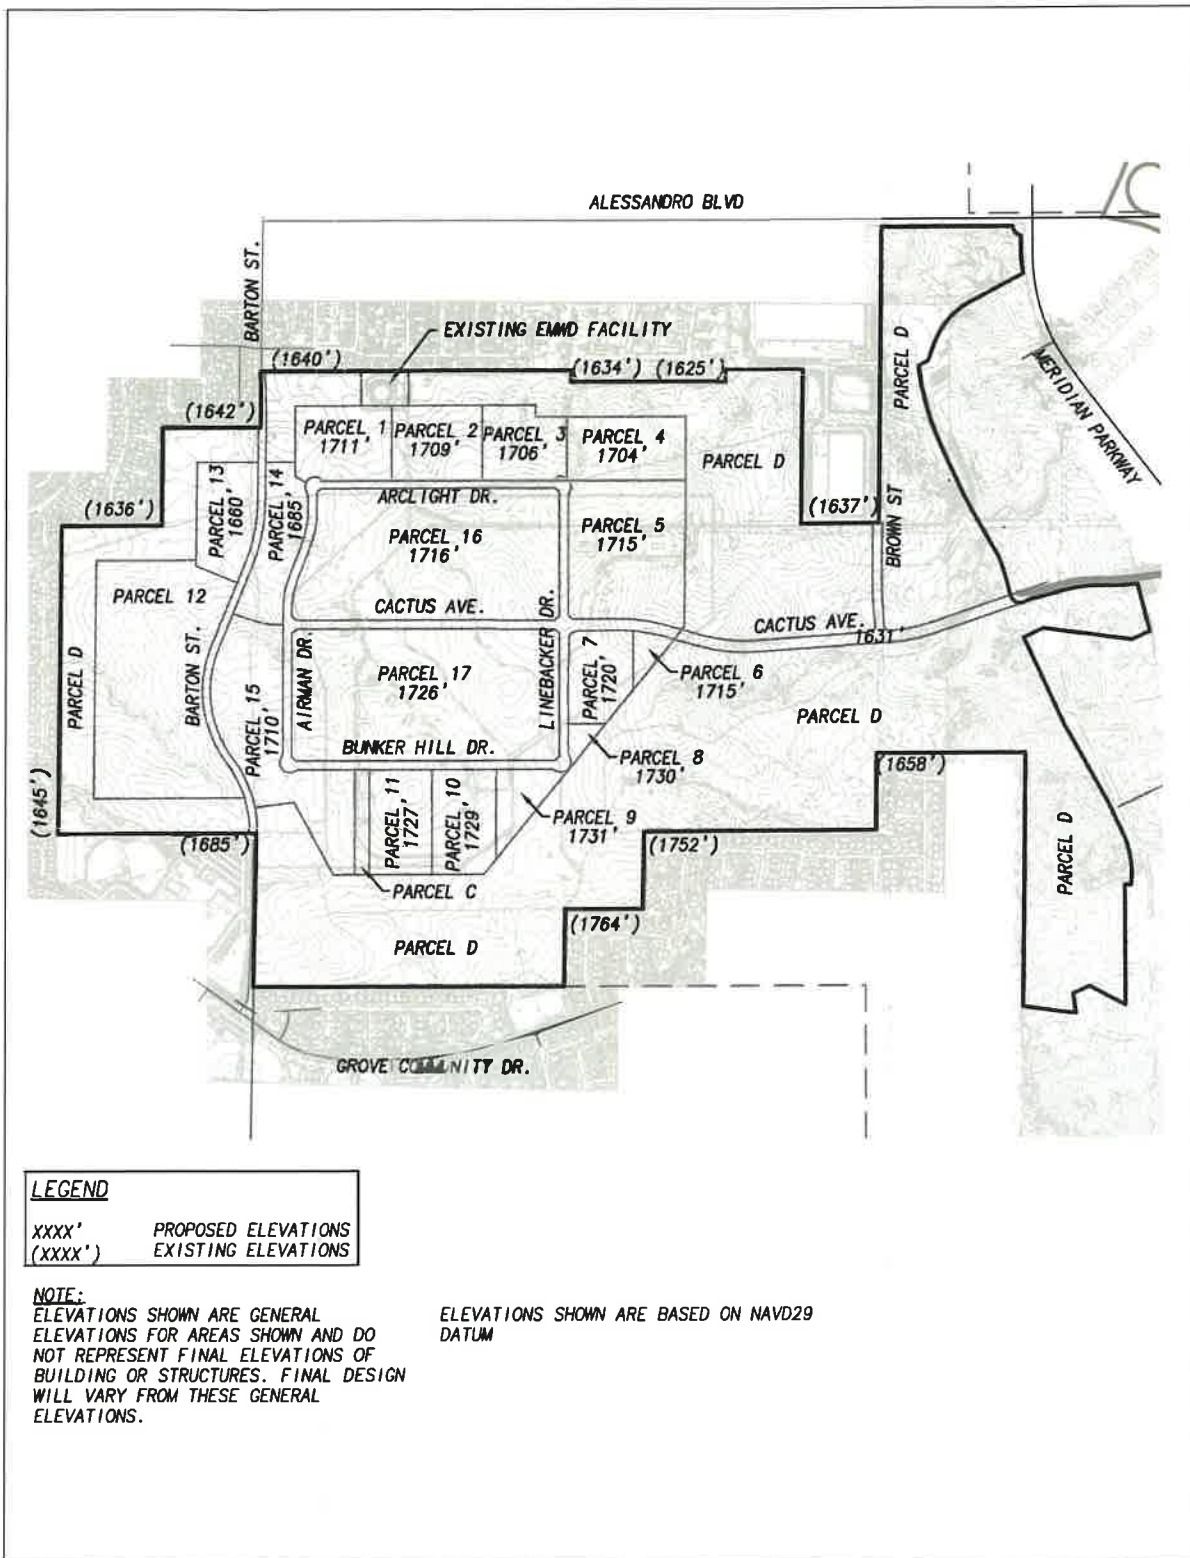 ALESSANDRO BLVD
BARTON ST.
EXISTING EMWD FACILITY
(1640')
(1634')
(1625')
PARCEL D
MERIDIAN PARKWAY
(1642')
PARCEL 1
1711'
PARCEL 2
1709'
PARCEL 3
1706'
PARCEL 4
1704'
PARCEL D
PARCEL 13
1660'
PARCEL 14
1685'
ARCLIGHT DR.
(1636')
(1637')
BROWN ST
PARCEL 16
1716'
PARCEL 5
1715'
PARCEL 12
CACTUS AVE.
LINEBACKER DR.
CACTUS AVE.
1631'
PARCEL D
BARTON ST.
PARCEL 15
1710'
AIRMAN DR.
PARCEL 17
1726'
PARCEL 7
1720'
PARCEL 6
1715'
PARCEL D
BUNKER HILL DR.
PARCEL 8
1730'
(1658')
(1645')
PARCEL 11
1727'
PARCEL 10
1729'
PARCEL 9
1731'
(1685')
(1752')
PARCEL D
PARCEL C
(1764')
PARCEL D
GROVE COMMUNITY DR.
LEGEND
XXXX' PROPOSED ELEVATIONS
(XXXX') EXISTING ELEVATIONS
NOTE:
ELEVATIONS SHOWN ARE GENERAL
ELEVATIONS FOR AREAS SHOWN AND DO
NOT REPRESENT FINAL ELEVATIONS OF
BUILDING OR STRUCTURES. FINAL DESIGN
WILL VARY FROM THESE GENERAL
ELEVATIONS.
ELEVATIONS SHOWN ARE BASED ON NAVD29
DATUM